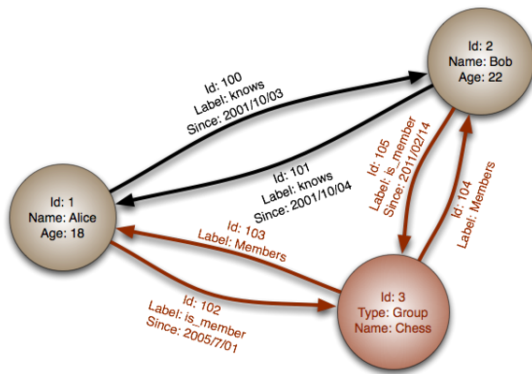 Id: 2
Name: Bob
Age: 22
Id: 100
Label: knows
Since: 2001/10/03
Id: 101
Label: knows
Since: 2001/10/04
Id: 105
Label: is_member
Since: 2011/02/14
Id: 104
Label: Members
Id: 1
Name: Alice
Age: 18
Id: 103
Label: Members
Id: 102
Label: is_member
Since: 2005/7/01
Id: 3
Type: Group
Name: Chess